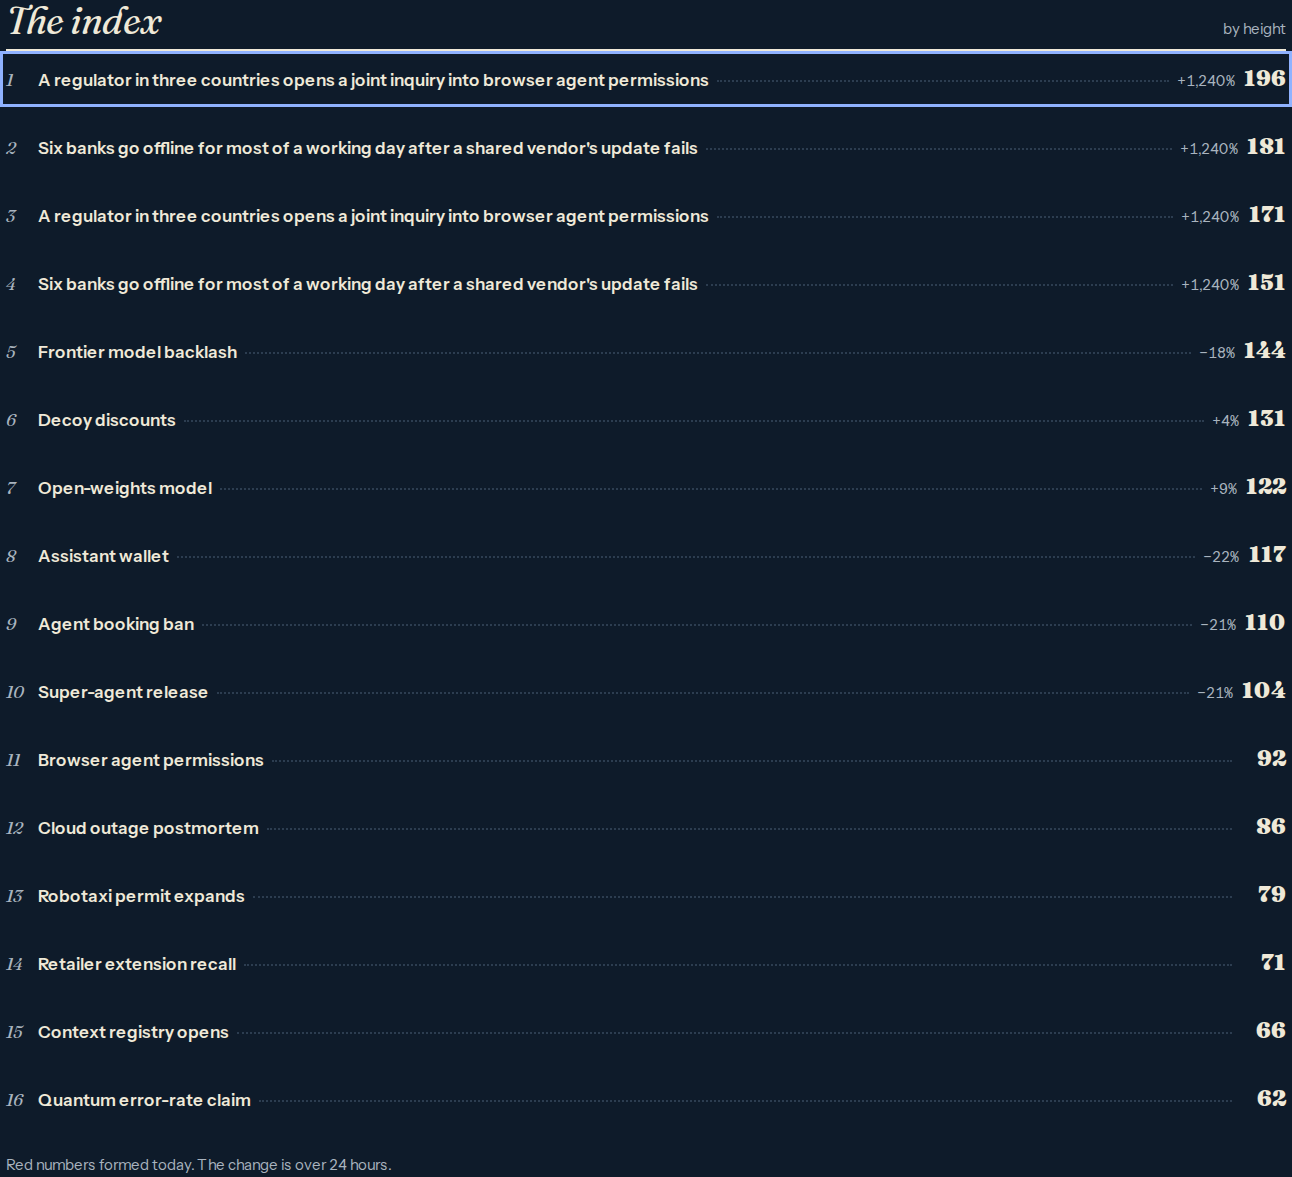 The index
by height
1 A regulator in three countries opens a joint inquiry into browser agent permissions +1,240% 196
2 Six banks go offline for most of a working day after a shared vendor's update fails +1,240% 181
3 A regulator in three countries opens a joint inquiry into browser agent permissions +1,240% 171
4 Six banks go offline for most of a working day after a shared vendor's update fails +1,240% 151
5 Frontier model backlash −18% 144
6 Decoy discounts +4% 131
7 Open-weights model +9% 122
8 Assistant wallet −22% 117
9 Agent booking ban −21% 110
10 Super-agent release −21% 104
11 Browser agent permissions 92
12 Cloud outage postmortem 86
13 Robotaxi permit expands 79
14 Retailer extension recall 71
15 Context registry opens 66
16 Quantum error-rate claim 62
Red numbers formed today. The change is over 24 hours.